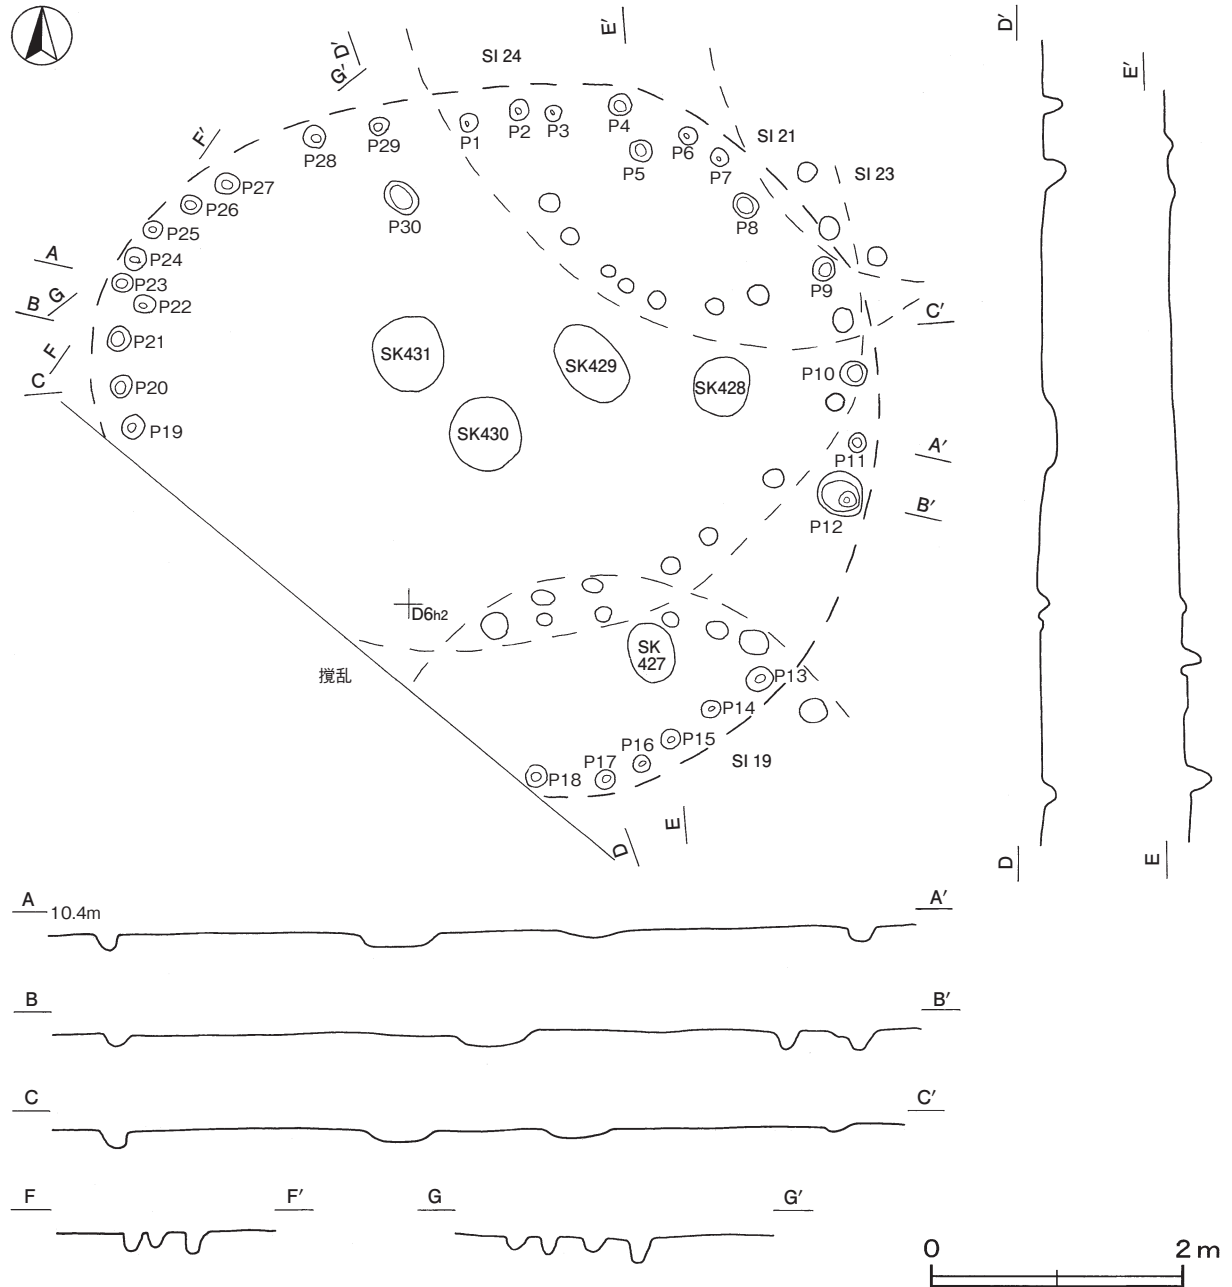 D′
E′
E′
SI 24
D′
G′
F′
P1
P2
P3
P4
P5
P6
P7
P8
SI 21
SI 23
P28
P29
P27
P26
P30
P25
P24
A
P23
G
B
P22
P9
C′
P21
F
SK431
SK429
SK428
P10
C
P20
P19
SK430
A′
P11
B′
P12
D6h2
SK
427
搅乱
P13
P14
P15
P16
P17
P18
SI 19
E
D
D
E
A
10.4m
A′
B
B′
C
C′
F
F′
G
G′
0
2 m